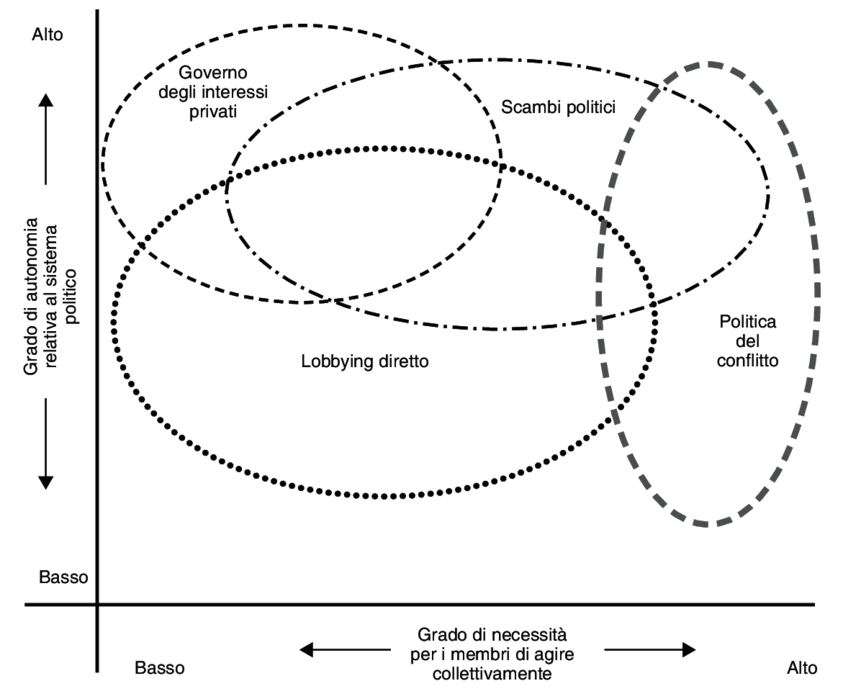 Alto
Governo
degli interessi
privati
Scambi politici
Grado di autonomia
relativa al sistema
politico
Politica
del
conflitto
Lobbying diretto
Basso
Grado di necessità
per i membri di agire
collettivamente
Basso
Alto